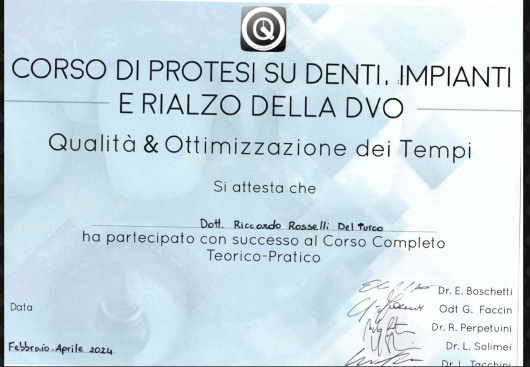 Q
CORSO DI PROTESI SU DENTI, IMPIANTI
E RIALZO DELLA DVO
Qualità & Ottimizzazione dei Tempi
Si attesta che
Dott. Riccardo Rosselli Del Turco
ha partecipato con successo al Corso Completo
Teorico-Pratico
Dr. E. Boschetti
Data
Odt G. Faccin
Dr. R. Perpetuini
Febbraio-Aprile 2024
Dr. L. Solimei
Dr. L. Tacchini